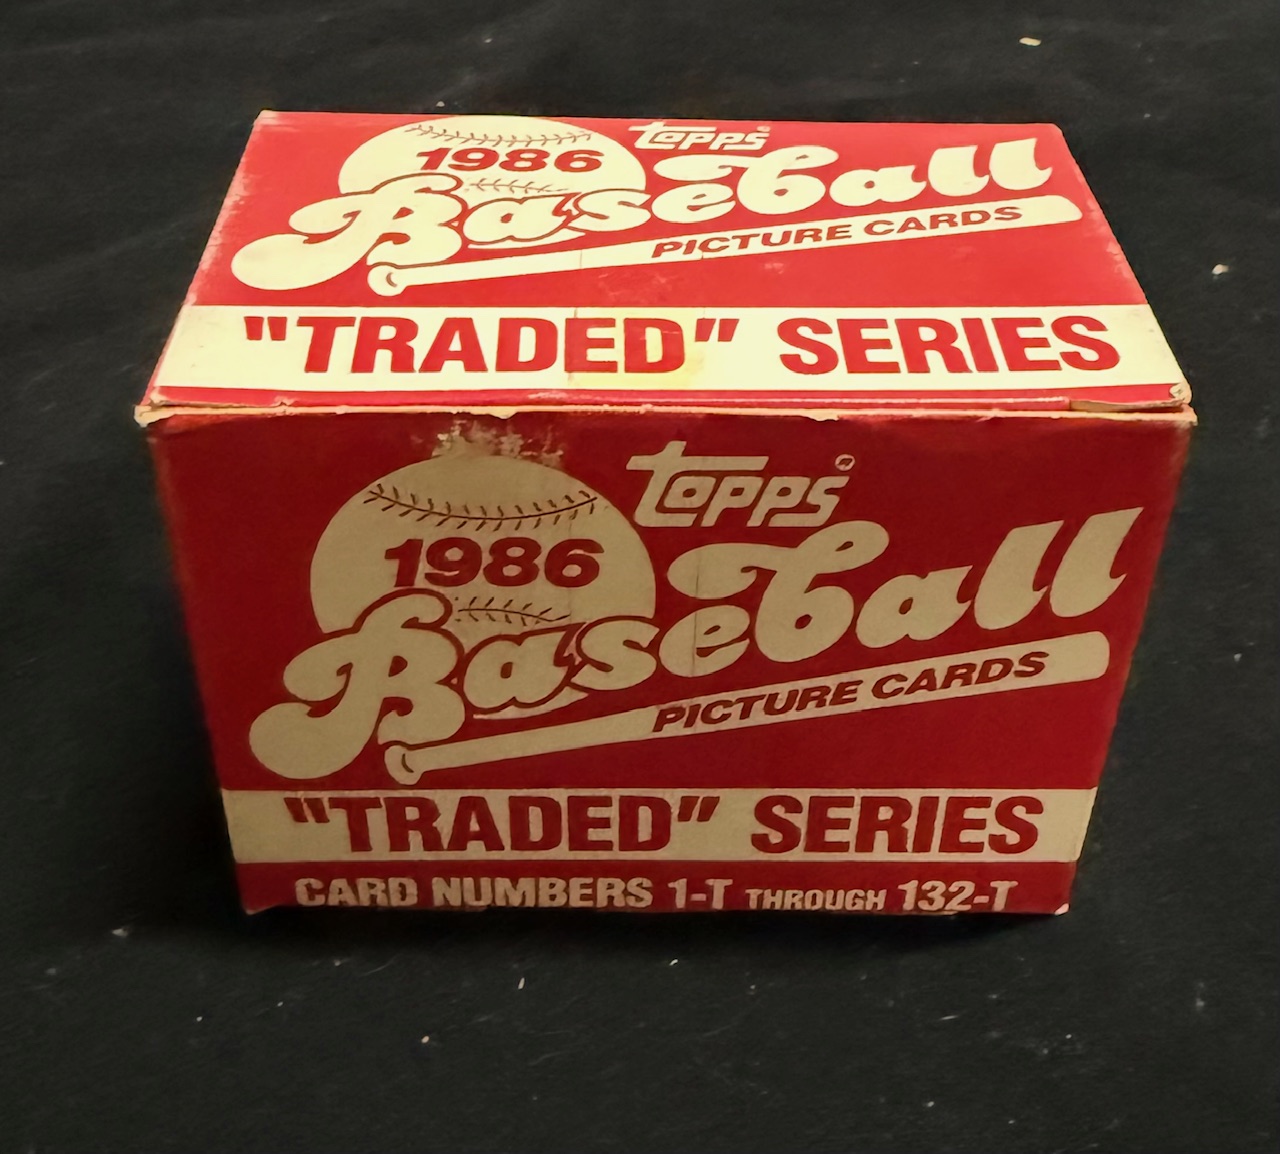 1986
Topps
Baseball
PICTURE CARDS
"TRADED" SERIES
Topps®
1986
Baseball
PICTURE CARDS
"TRADED" SERIES
CARD NUMBERS 1-T THROUGH 132-T